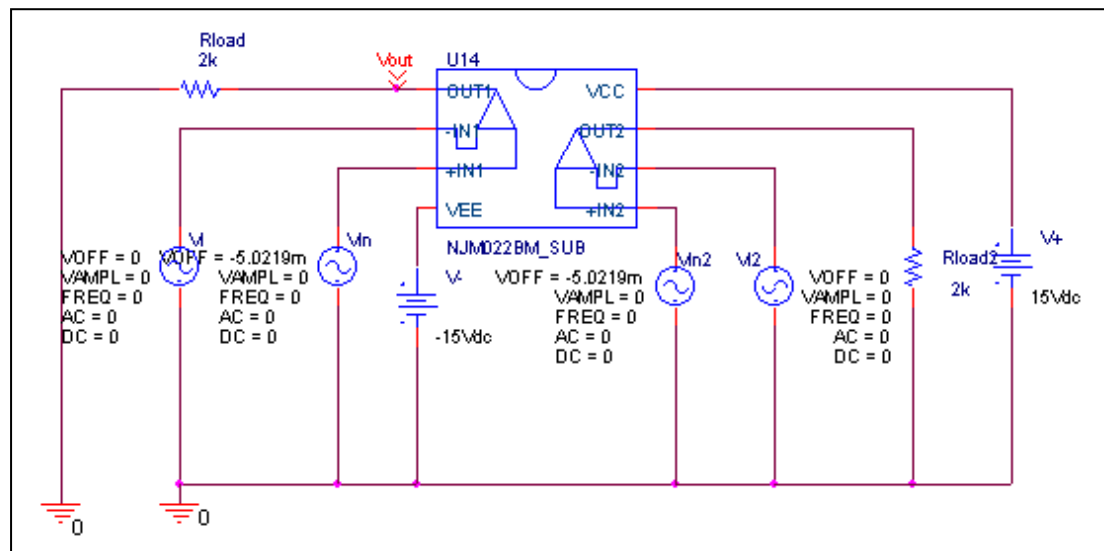 Rload
2k
Vout
U14
OUT1
-IN1
+IN1
VEE
VCC
OUT2
-IN2
+IN2
NJM022BM_SUB
VI
VOFF = 0
VAMPL = 0
FREQ = 0
AC = 0
DC = 0
Vin
VOFF = -5.0219m
VAMPL = 0
FREQ = 0
AC = 0
DC = 0
V-
-15Vdc
Vin2
VOFF = -5.0219m
VAMPL = 0
FREQ = 0
AC = 0
DC = 0
VI2
VOFF = 0
VAMPL = 0
FREQ = 0
AC = 0
DC = 0
Rload2
2k
V+
15Vdc
0
0